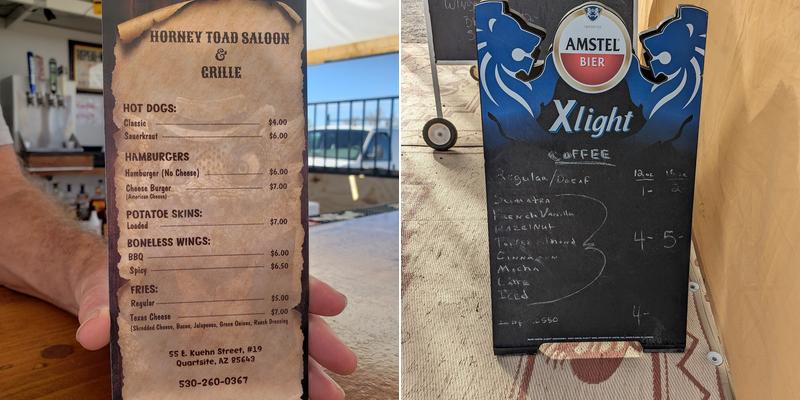 HORNEY TOAD SALOON
&
GRILLE
HOT DOGS:
Classic $4.00
Sauerkraut $6.00
HAMBURGERS
Hamburger (No Cheese) $6.00
Cheese Burger $7.00
(American Cheese)
POTATOE SKINS:
Loaded $7.00
BONELESS WINGS:
BBQ $6.00
Spicy $6.50
FRIES:
Regular $5.00
Texas Cheese $7.00
(Shredded Cheese, Bacon, Jalapenos, Green Onions, Ranch Dressing
55 E. Kuehn Street, #19
Quartsite, AZ 85643
530-260-0367
AMSTEL
BIER
Xlight
COFFEE
12oz 16oz
Regular/Decaf 1- 2
Sumatra
French Vanilla
Hazelnut
Almond 4- 5-
Cinnamon
Mocha
Latte
Iced
4-